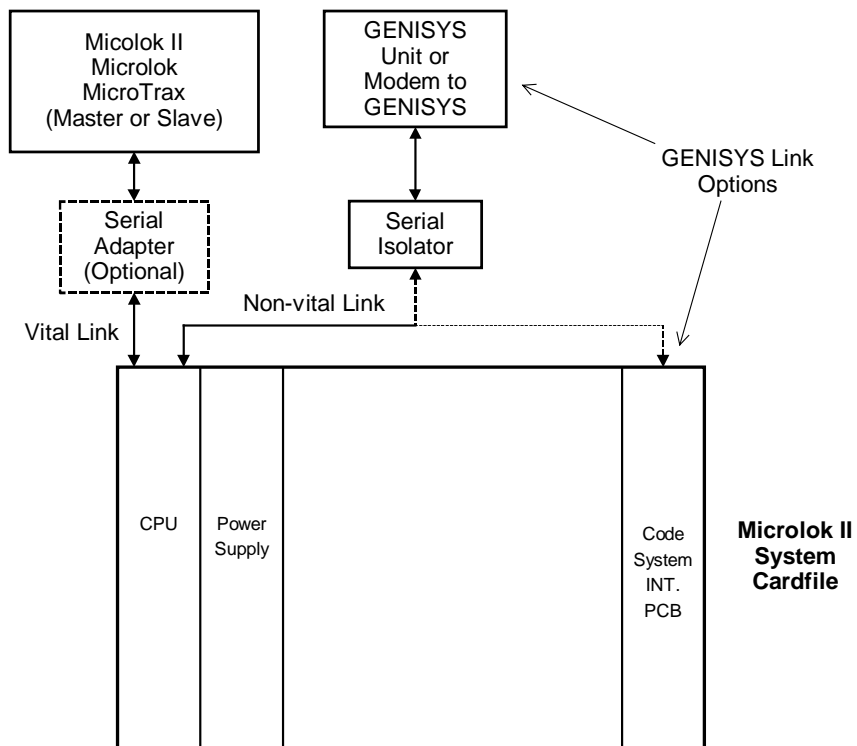 Micolok II
Microlok
MicroTrax
(Master or Slave)
GENISYS
Unit or
Modem to
GENISYS
GENISYS Link
Options
Serial
Adapter
(Optional)
Serial
Isolator
Non-vital Link
Vital Link
CPU
Power
Supply
Code
System
INT.
PCB
Microlok II
System
Cardfile